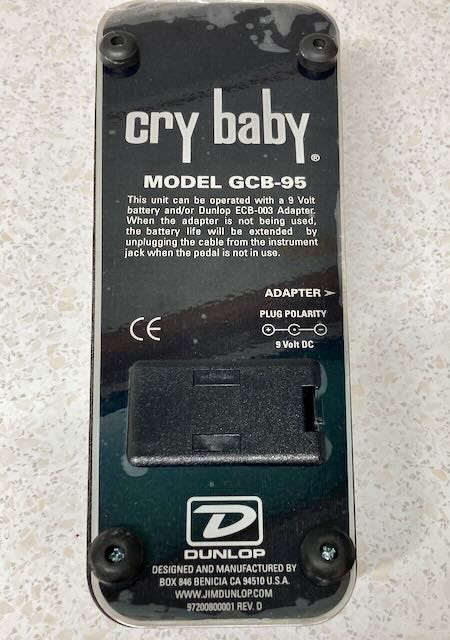 cry baby®
MODEL GCB-95
This unit can be operated with a 9 Volt
battery and/or Dunlop ECB-003 Adapter.
When the adapter is not being used,
the battery life will be extended by
unplugging the cable from the instrument
jack when the pedal is not in use.
ADAPTER ➢
PLUG POLARITY
+ • −
9 Volt DC
CE
D
DUNLOP
DESIGNED AND MANUFACTURED BY
BOX 846 BENICIA CA 94510 U.S.A.
WWW.JIMDUNLOP.COM
97200800001 REV. D